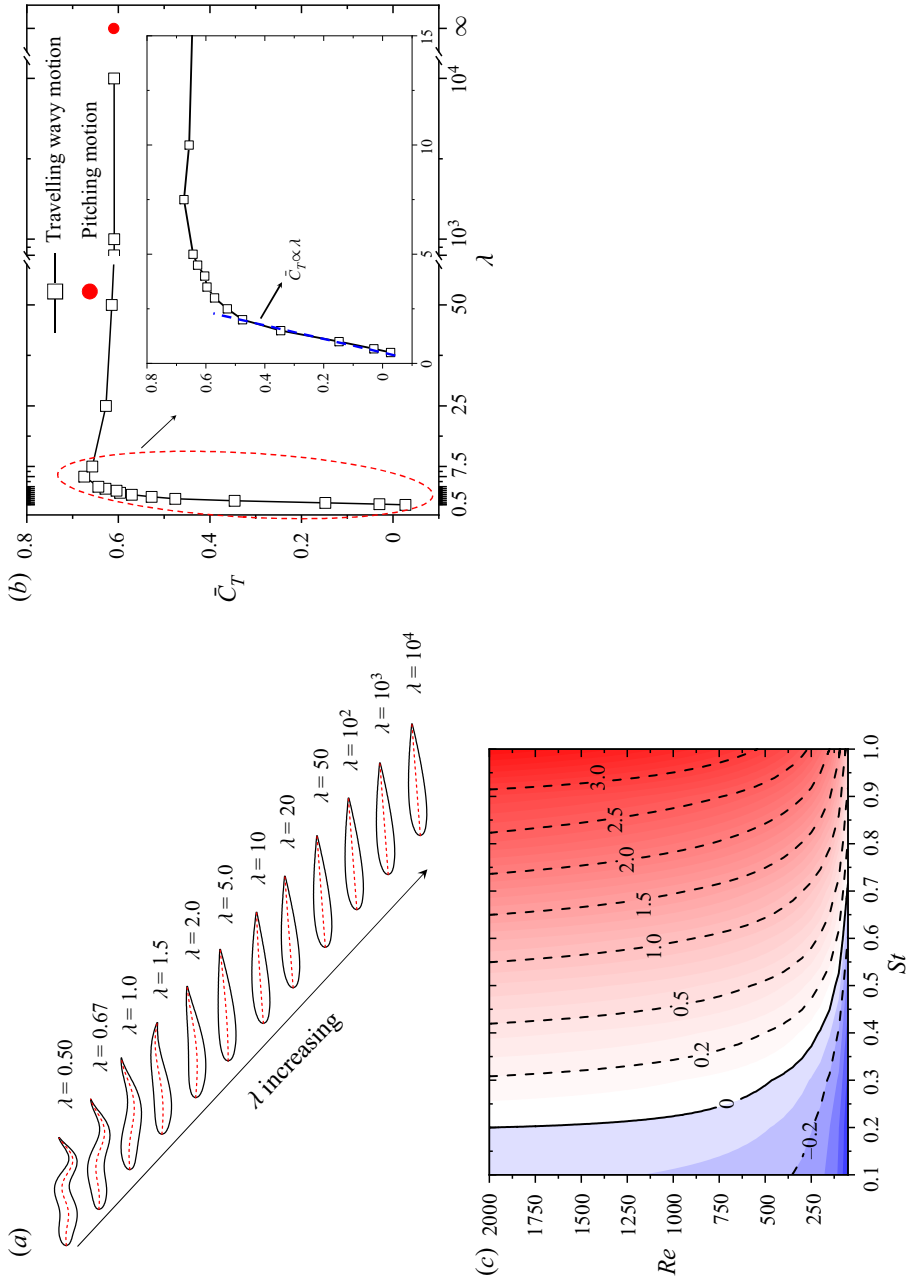 (a)
λ = 0.50
λ = 0.67
λ = 1.0
λ = 1.5
λ = 2.0
λ = 5.0
λ = 10
λ = 20
λ = 50
λ = 10²
λ = 10³
λ = 10⁴
λ increasing
(b)
Travelling wavy motion
Pitching motion
0.8
0.6
0.4
0.2
0
C̄_T
0.5
7.5
25
50
10³
10⁴
∞
λ
0.8
0.6
0.4
0.2
0
0
5
10
15
C̄_T ∝ λ
(c)
2000
1750
1500
1250
1000
750
500
250
Re
0.1
0.2
0.3
0.4
0.5
0.6
0.7
0.8
0.9
1.0
St
−0.2
0
0.2
0.5
1.0
1.5
2.0
2.5
3.0